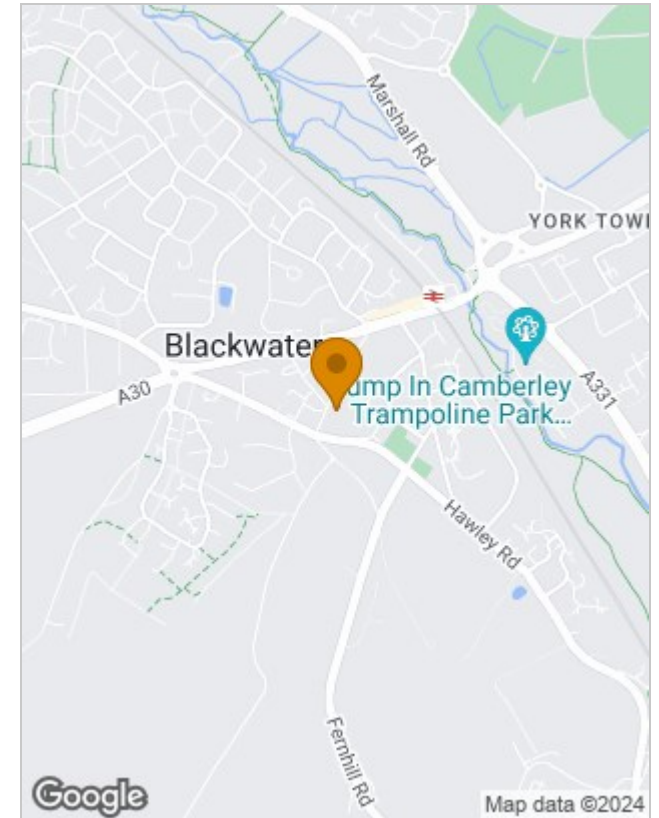 Marshall Rd
YORK TOW
Blackwater
A30
ump In Camberley
Trampoline Park...
A331
Hawley Rd
Fernhill Rd
Google
Map data ©2024